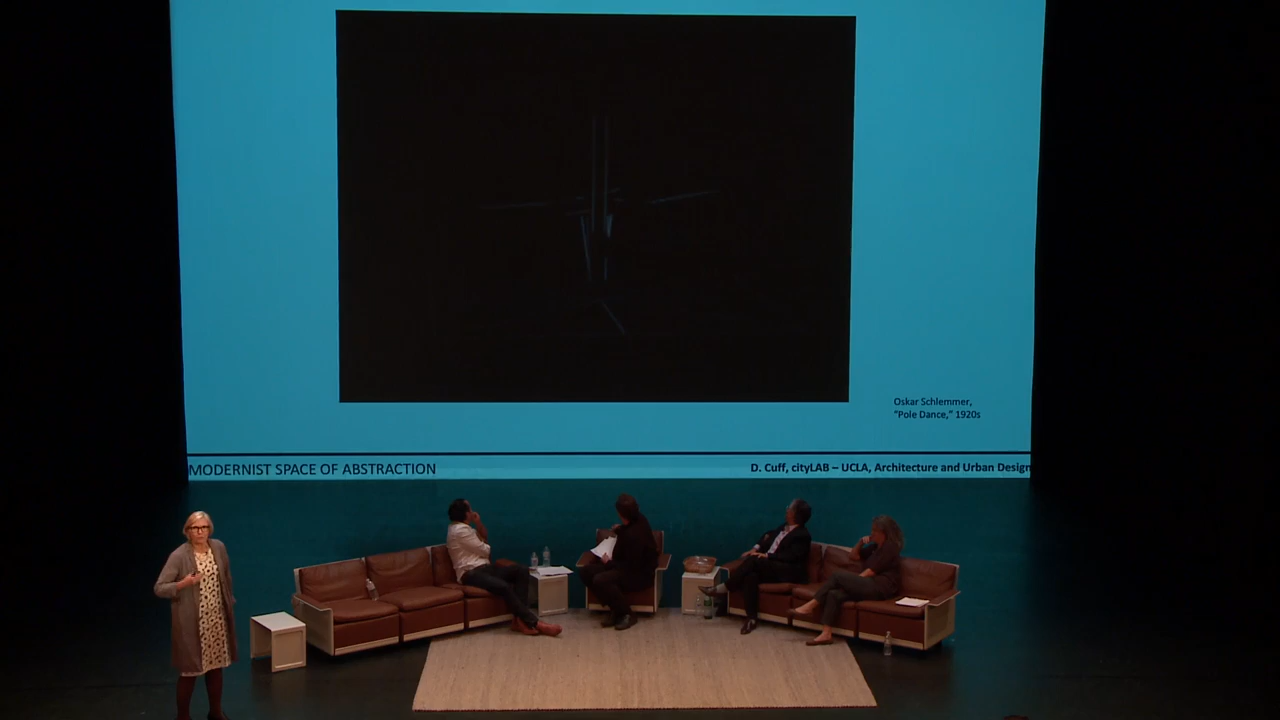 Oskar Schlemmer,
"Pole Dance," 1920s
MODERNIST SPACE OF ABSTRACTION
D. Cuff, cityLAB – UCLA, Architecture and Urban Design